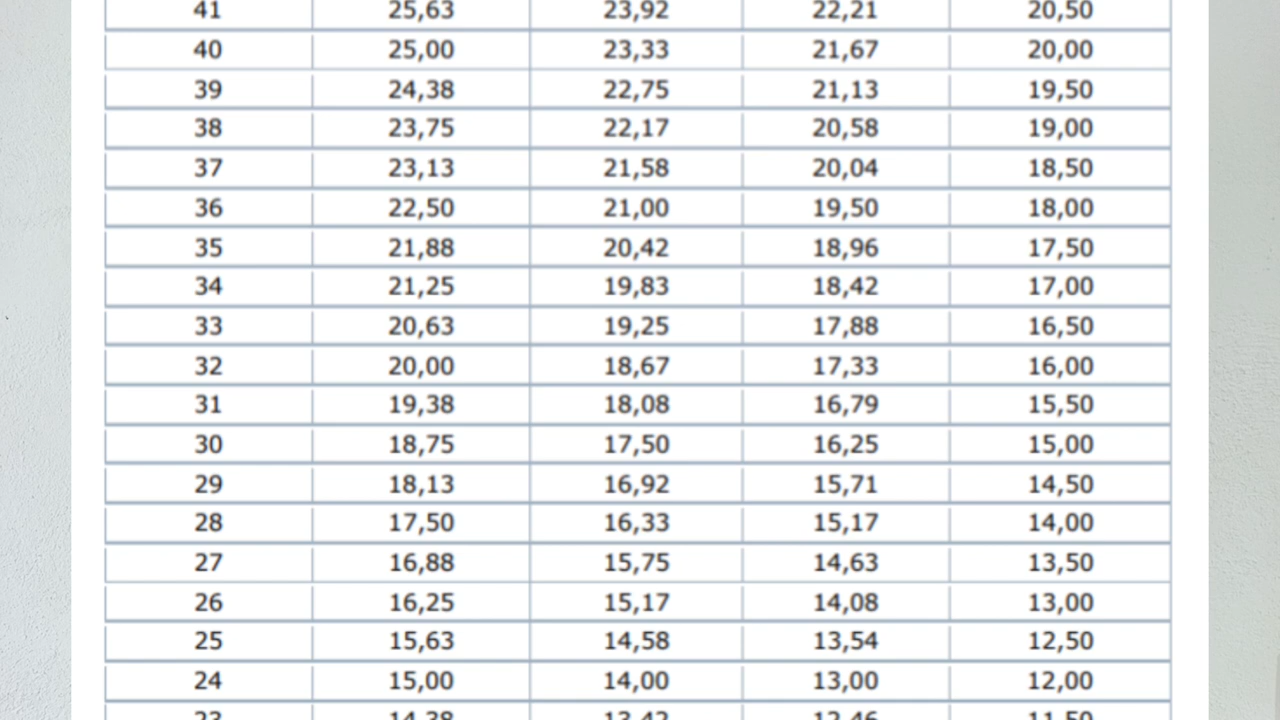 41 25,63 23,92 22,21 20,50
40 25,00 23,33 21,67 20,00
39 24,38 22,75 21,13 19,50
38 23,75 22,17 20,58 19,00
37 23,13 21,58 20,04 18,50
36 22,50 21,00 19,50 18,00
35 21,88 20,42 18,96 17,50
34 21,25 19,83 18,42 17,00
33 20,63 19,25 17,88 16,50
32 20,00 18,67 17,33 16,00
31 19,38 18,08 16,79 15,50
30 18,75 17,50 16,25 15,00
29 18,13 16,92 15,71 14,50
28 17,50 16,33 15,17 14,00
27 16,88 15,75 14,63 13,50
26 16,25 15,17 14,08 13,00
25 15,63 14,58 13,54 12,50
24 15,00 14,00 13,00 12,00
23 14,38 13,42 12,46 11,50